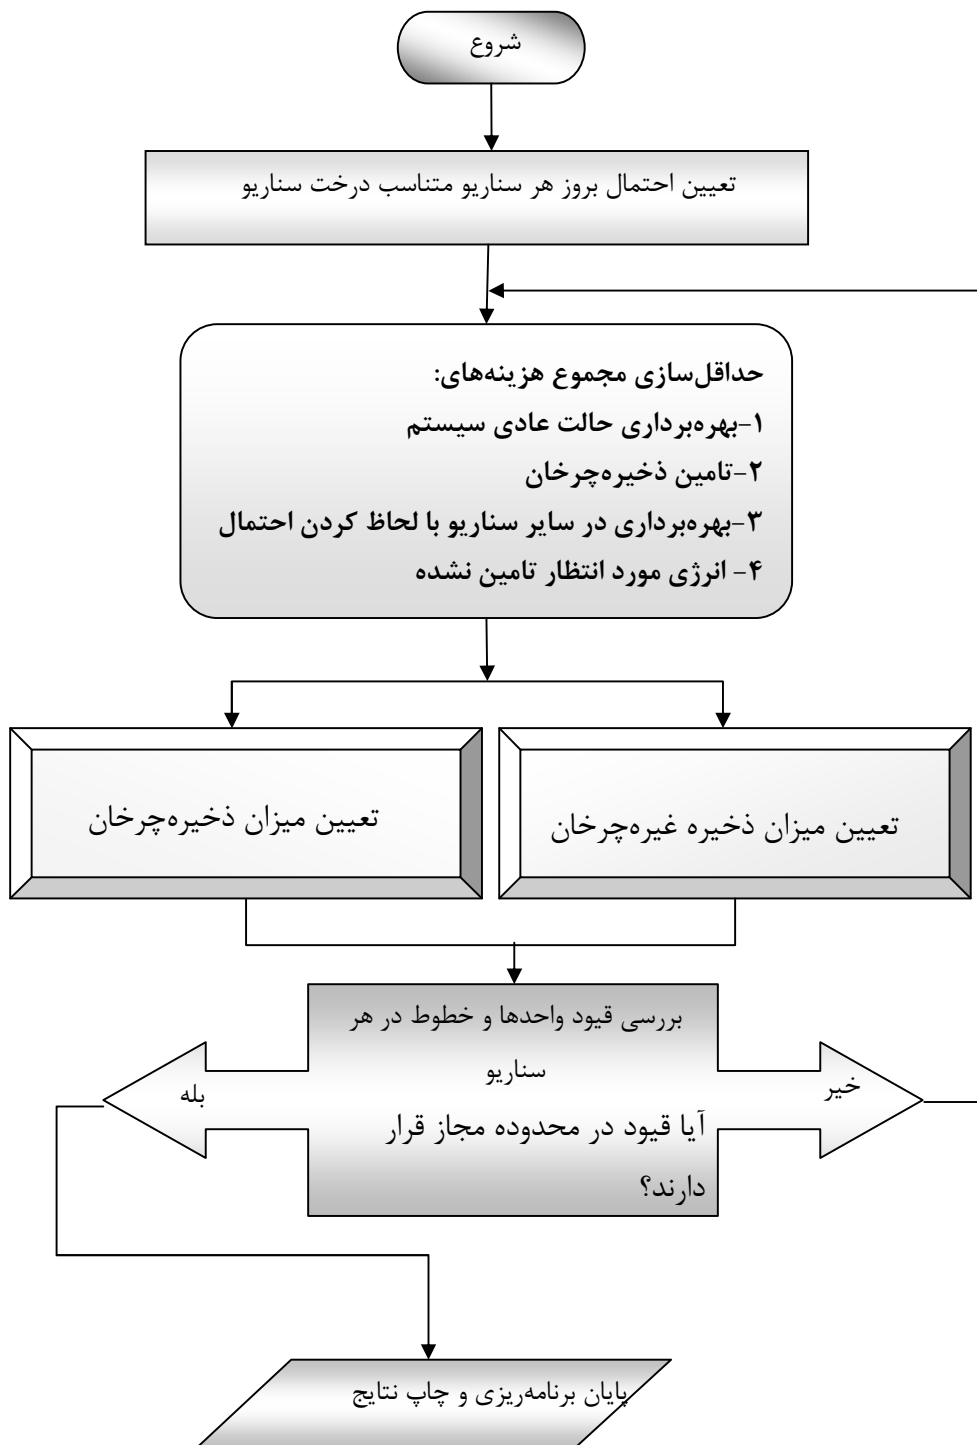 شروع
تعیین احتمال بروز هر سناریو متناسب درخت سناریو
حداقل‌سازی مجموع هزینه‌های:
۱-بهره‌برداری حالت عادی سیستم
۲-تامین ذخیره‌چرخان
۳-بهره‌برداری در سایر سناریو با لحاظ کردن احتمال
۴- انرژی مورد انتظار تامین نشده
تعیین میزان ذخیره غیره‌چرخان
تعیین میزان ذخیره‌چرخان
بررسی قیود واحدها و خطوط در هر
سناریو
آیا قیود در محدوده مجاز قرار
دارند؟
خیر
بله
پایان برنامه‌ریزی و چاپ نتایج